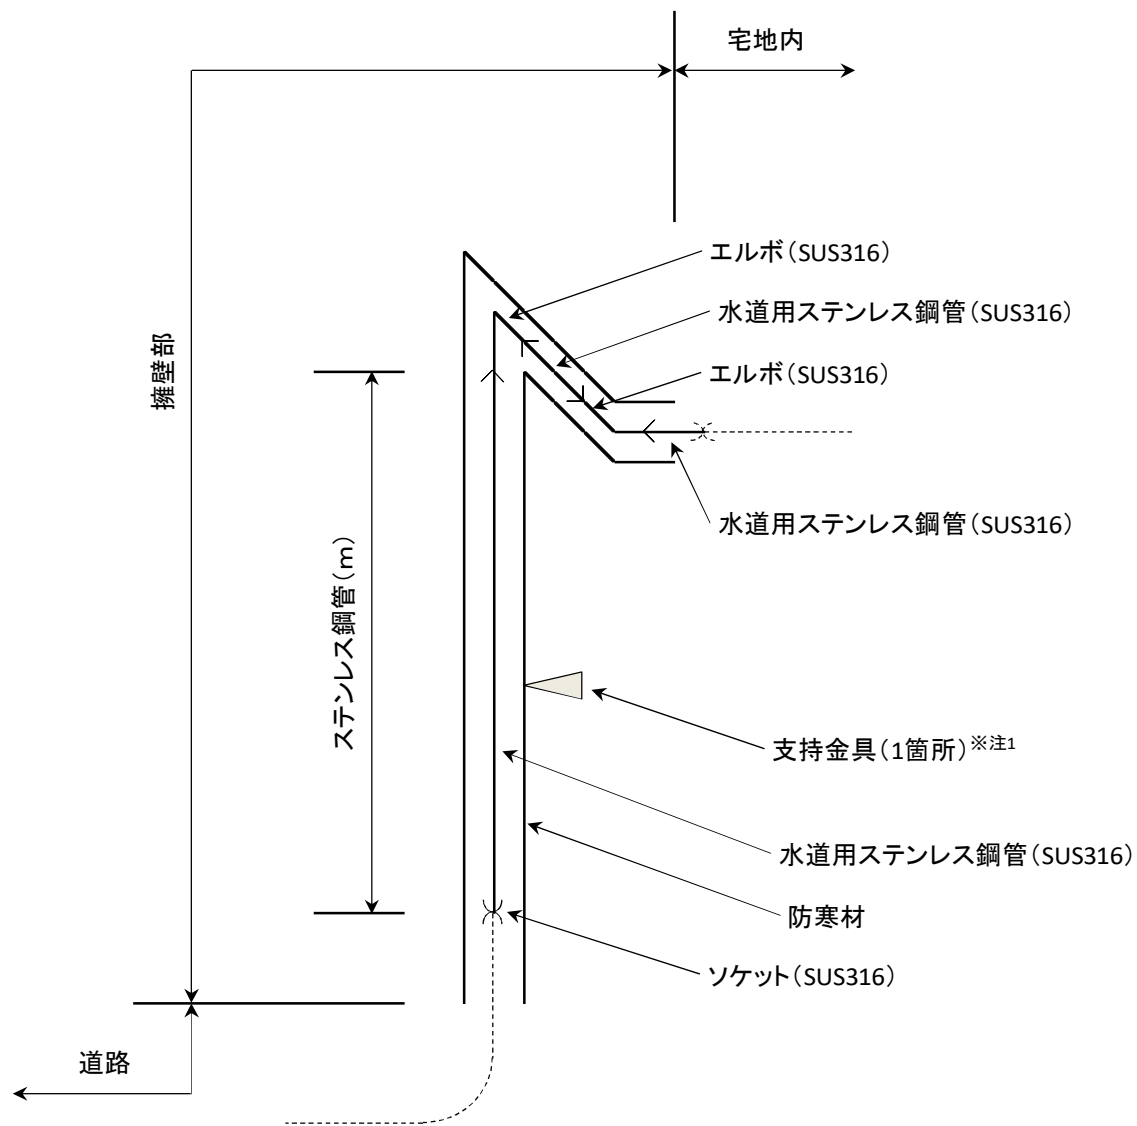 宅地内
エルボ（SUS316）
水道用ステンレス鋼管（SUS316）
エルボ（SUS316）
擁壁部
水道用ステンレス鋼管（SUS316）
ステンレス鋼管（ｍ）
支持金具（1箇所）※注1
水道用ステンレス鋼管（SUS316）
防寒材
ソケット（SUS316）
道路